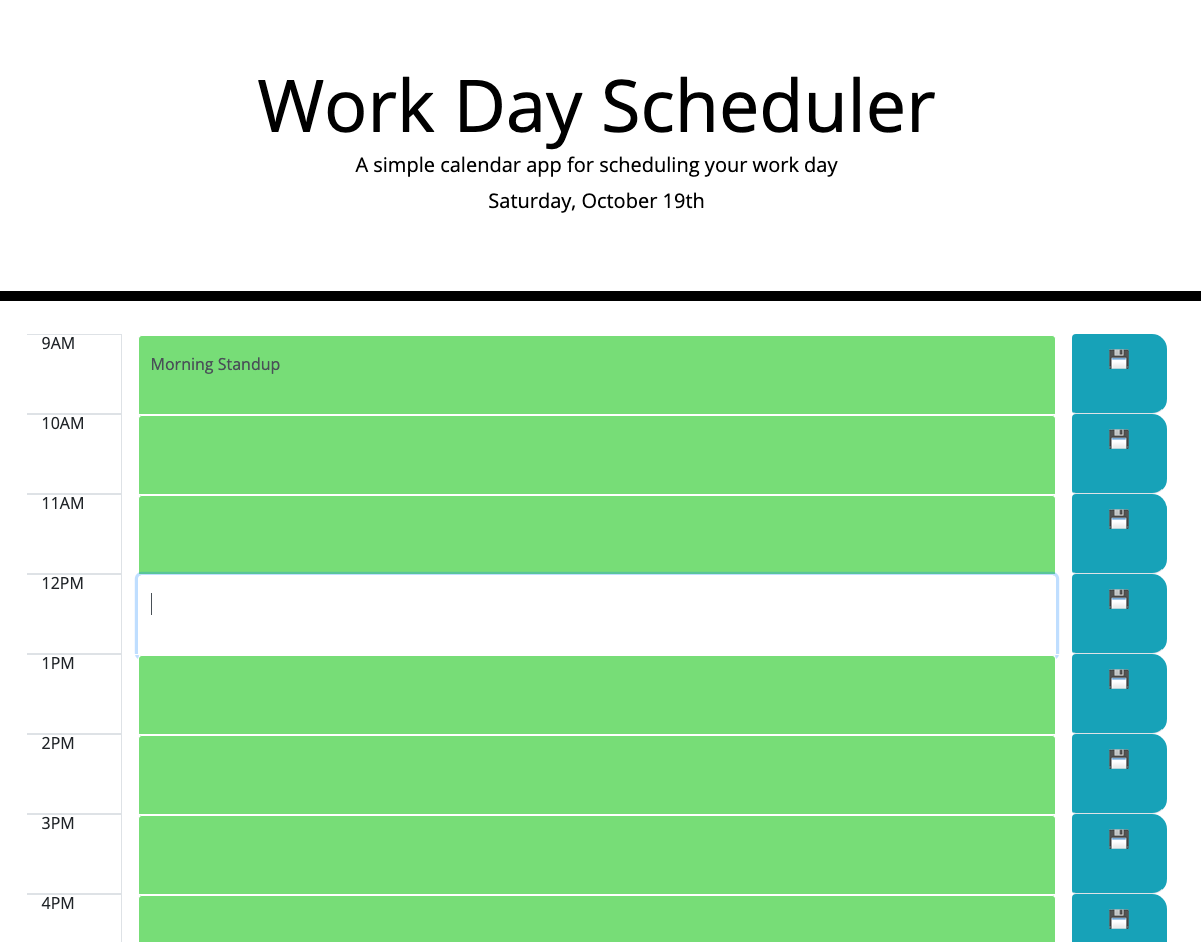 Work Day Scheduler
A simple calendar app for scheduling your work day
Saturday, October 19th
9AM
Morning Standup
10AM
11AM
12PM
1PM
2PM
3PM
4PM